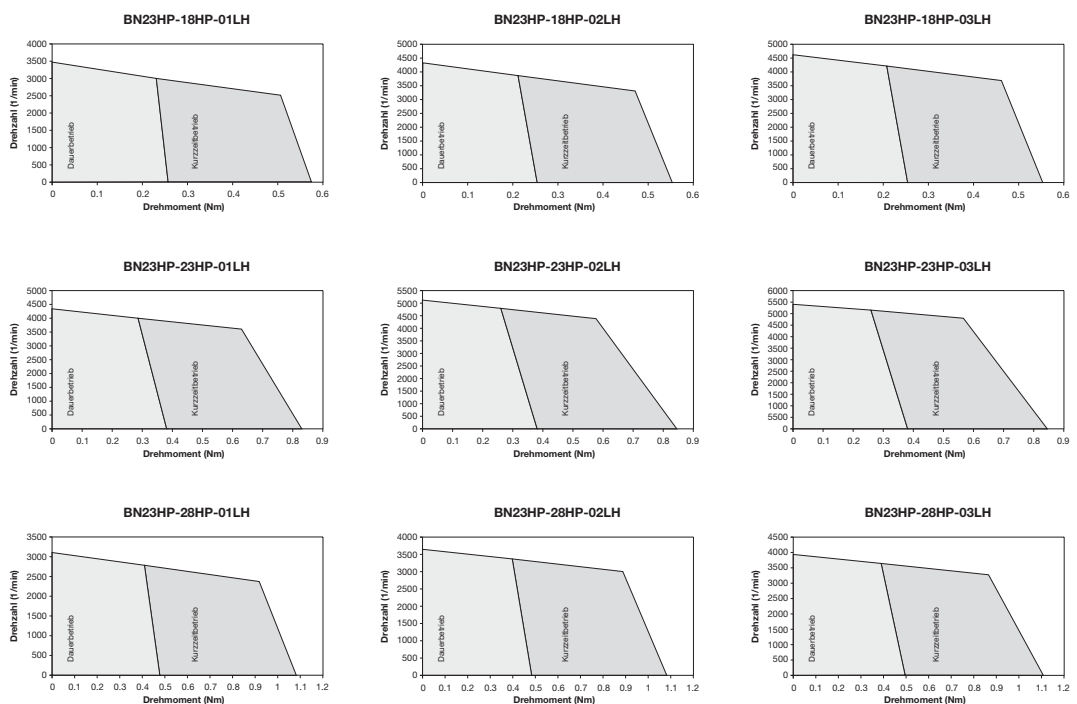 BN23HP-18HP-01LH
Drehzahl (1/min)
4000
3500
3000
2500
2000
1500
1000
500
0
Dauerbetrieb
Kurzzeitbetrieb
0 0.1 0.2 0.3 0.4 0.5 0.6
Drehmoment (Nm)
BN23HP-18HP-02LH
Drehzahl (1/min)
5000
4500
4000
3500
3000
2500
2000
1500
1000
500
0
Dauerbetrieb
Kurzzeitbetrieb
0 0.1 0.2 0.3 0.4 0.5 0.6
Drehmoment (Nm)
BN23HP-18HP-03LH
Drehzahl (1/min)
5000
4500
4000
3500
3000
2500
2000
1500
1000
500
0
Dauerbetrieb
Kurzzeitbetrieb
0 0.1 0.2 0.3 0.4 0.5 0.6
Drehmoment (Nm)
BN23HP-23HP-01LH
Drehzahl (1/min)
5000
4500
4000
3500
3000
2500
2000
1500
1000
500
0
Dauerbetrieb
Kurzzeitbetrieb
0 0.1 0.2 0.3 0.4 0.5 0.6 0.7 0.8 0.9
Drehmoment (Nm)
BN23HP-23HP-02LH
Drehzahl (1/min)
5500
5000
4500
4000
3500
3000
2500
2000
1500
1000
500
0
Dauerbetrieb
Kurzzeitbetrieb
0 0.1 0.2 0.3 0.4 0.5 0.6 0.7 0.8 0.9
Drehmoment (Nm)
BN23HP-23HP-03LH
Drehzahl (1/min)
6000
5500
5000
4500
4000
3500
3000
2500
2000
1500
1000
5500
0
Dauerbetrieb
Kurzzeitbetrieb
0 0.1 0.2 0.3 0.4 0.5 0.6 0.7 0.8 0.9
Drehmoment (Nm)
BN23HP-28HP-01LH
Drehzahl (1/min)
3500
3000
2500
2000
1500
1000
500
0
Dauerbetrieb
Kurzzeitbetrieb
0 0.1 0.2 0.3 0.4 0.5 0.6 0.7 0.8 0.9 1 1.1 1.2
Drehmoment (Nm)
BN23HP-28HP-02LH
Drehzahl (1/min)
4000
3500
3000
2500
2000
1500
1000
500
0
Dauerbetrieb
Kurzzeitbetrieb
0 0.1 0.2 0.3 0.4 0.5 0.6 0.7 0.8 0.9 1 1.1 1.2
Drehmoment (Nm)
BN23HP-28HP-03LH
Drehzahl (1/min)
4500
4000
3500
3000
2500
2000
1500
1000
500
0
Dauerbetrieb
Kurzzeitbetrieb
0 0.1 0.2 0.3 0.4 0.5 0.6 0.7 0.8 0.9 1 1.1 1.2
Drehmoment (Nm)